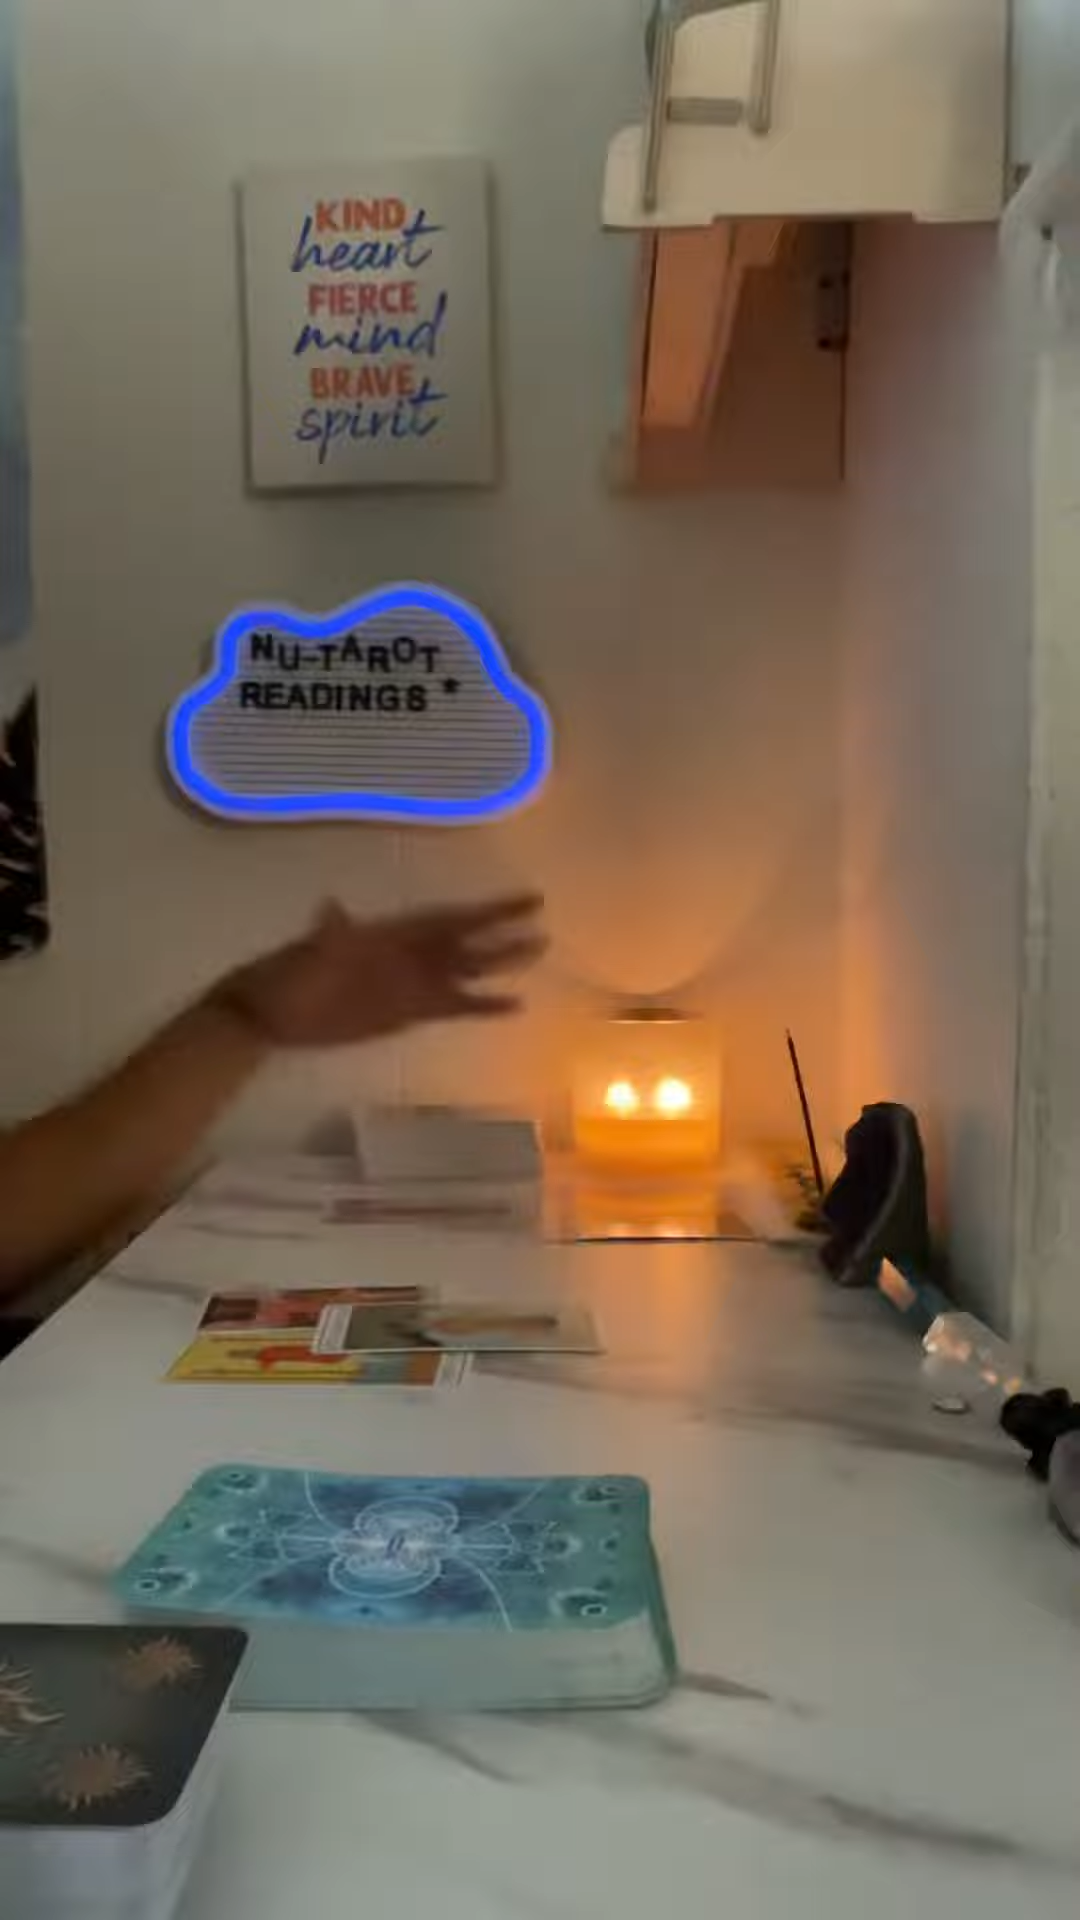 KIND
heart
FIERCE
mind
BRAVE
spirit
NU-TAROT
READINGS *